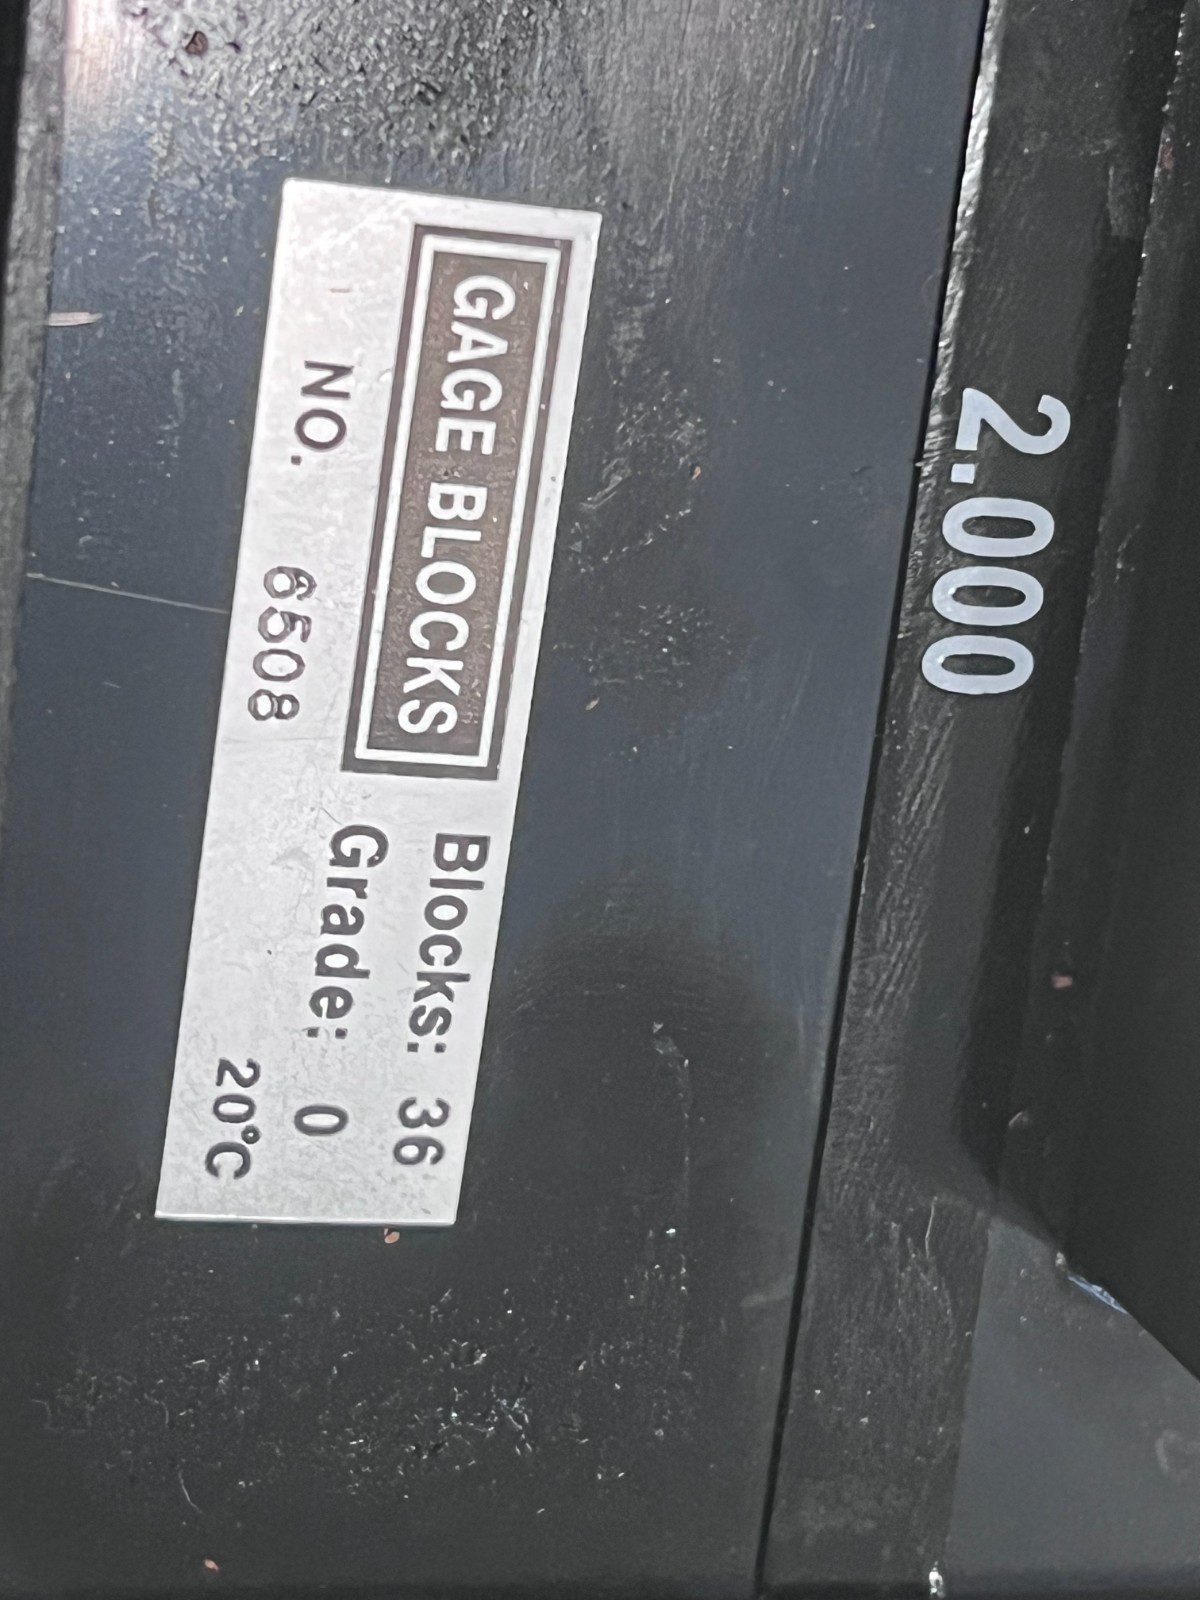 2.000
GAGE BLOCKS
Blocks: 36
Grade: 0
NO. 6508
20°C